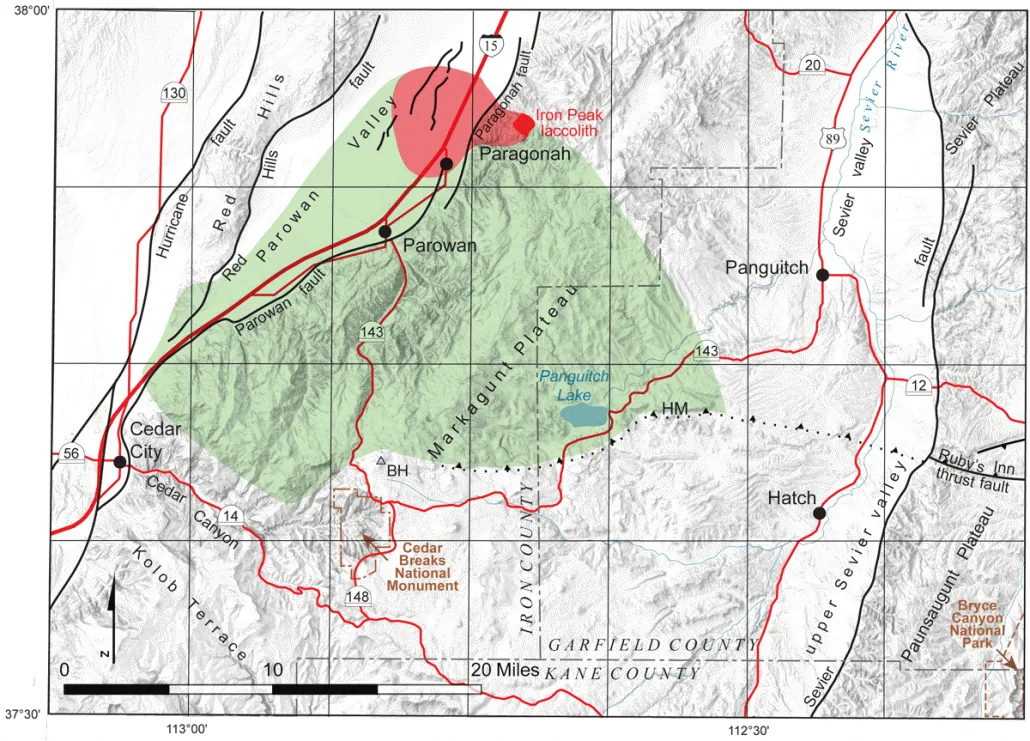 38°00'
15
20
130
Hurricane
fault
Red
Hills
Red
Hills
fault
Valley
Parowan
Paragonah fault
Iron Peak
laccolith
Paragonah
89
Sevier
valley
Sevier
River
Sevier
Plateau
Sevier
fault
Parowan
Panguitch
Parowan
fault
143
Markagunt Plateau
143
Panguitch
Lake
12
HM
Cedar
City
56
BH
Ruby's Inn
thrust fault
Cedar
Canyon
14
Hatch
Cedar
Breaks
National
Monument
148
Kolob Terrace
IRON COUNTY
upper Sevier valley
Paunsaugunt Plateau
Bryce
Canyon
National
Park
GARFIELD COUNTY
KANE COUNTY
N
0
10
20 Miles
Sevier
37°30'
113°00'
112°30'